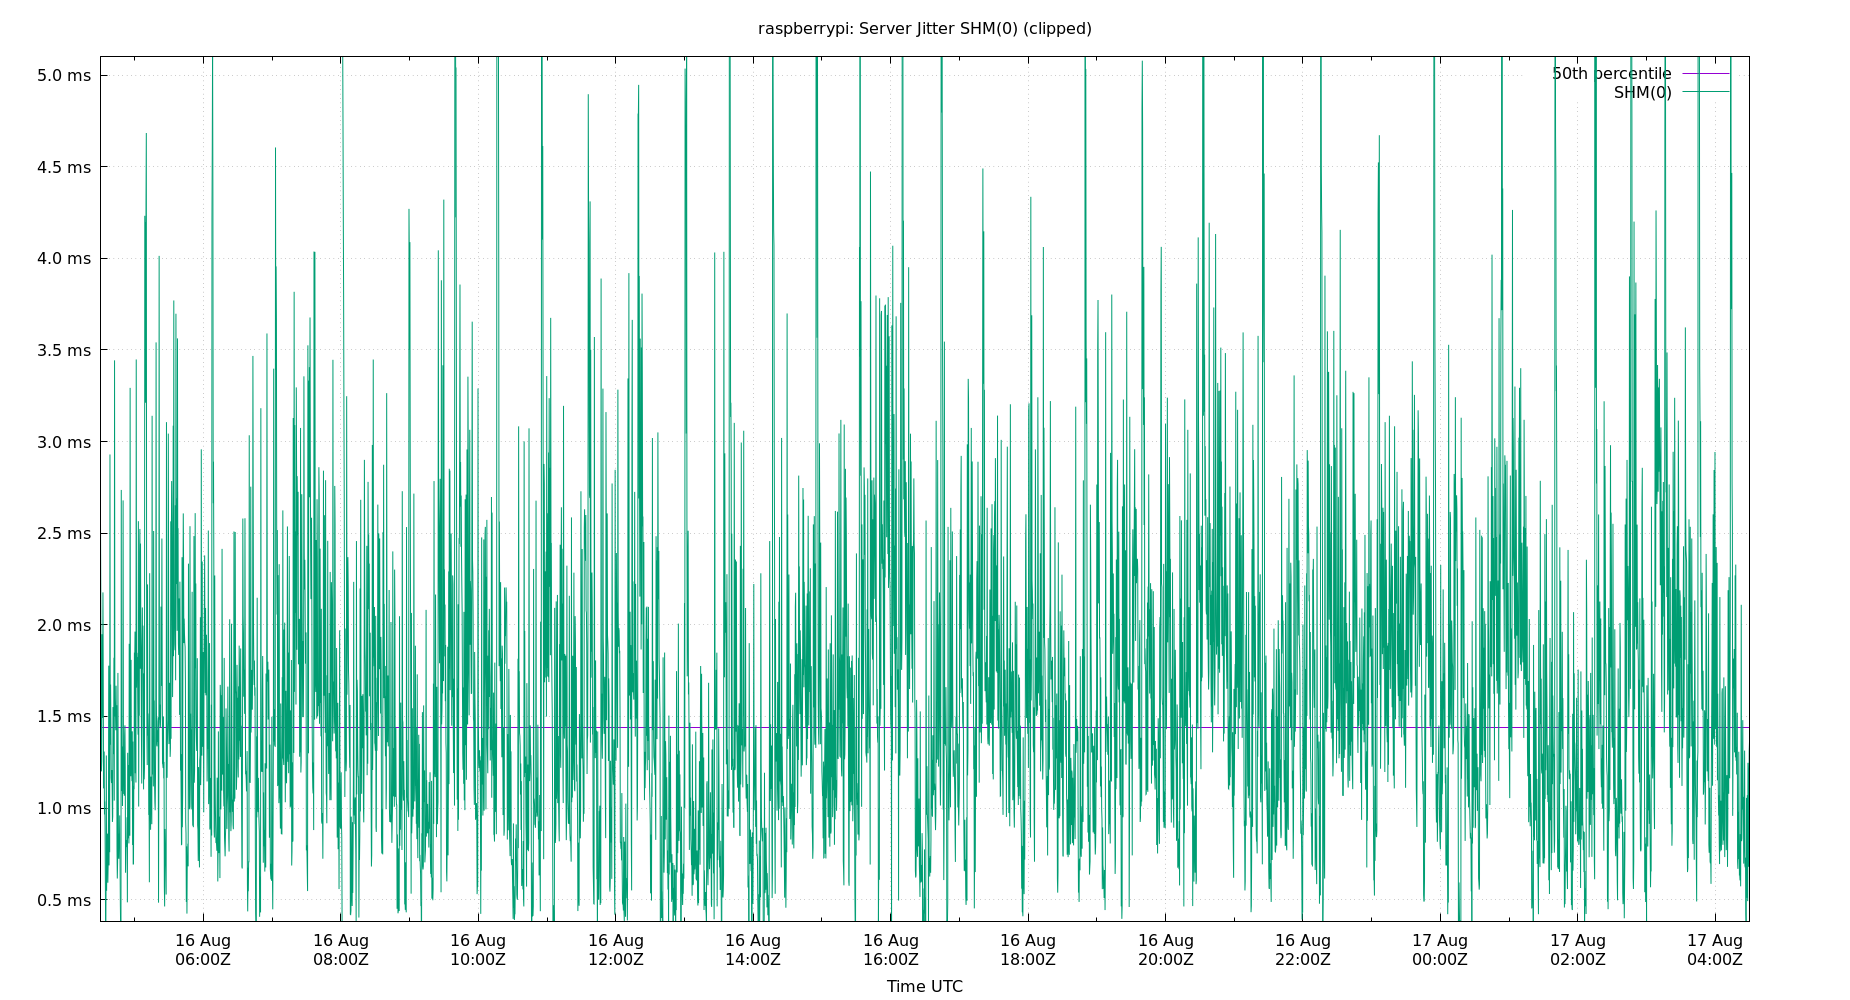 raspberrypi: Server Jitter SHM(0) (clipped)
5.0 ms
4.5 ms
4.0 ms
3.5 ms
3.0 ms
2.5 ms
2.0 ms
1.5 ms
1.0 ms
0.5 ms
50th percentile
SHM(0)
16 Aug 16 Aug 16 Aug 16 Aug 16 Aug 16 Aug 16 Aug 16 Aug 16 Aug 17 Aug 17 Aug 17 Aug
06:00Z 08:00Z 10:00Z 12:00Z 14:00Z 16:00Z 18:00Z 20:00Z 22:00Z 00:00Z 02:00Z 04:00Z
Time UTC